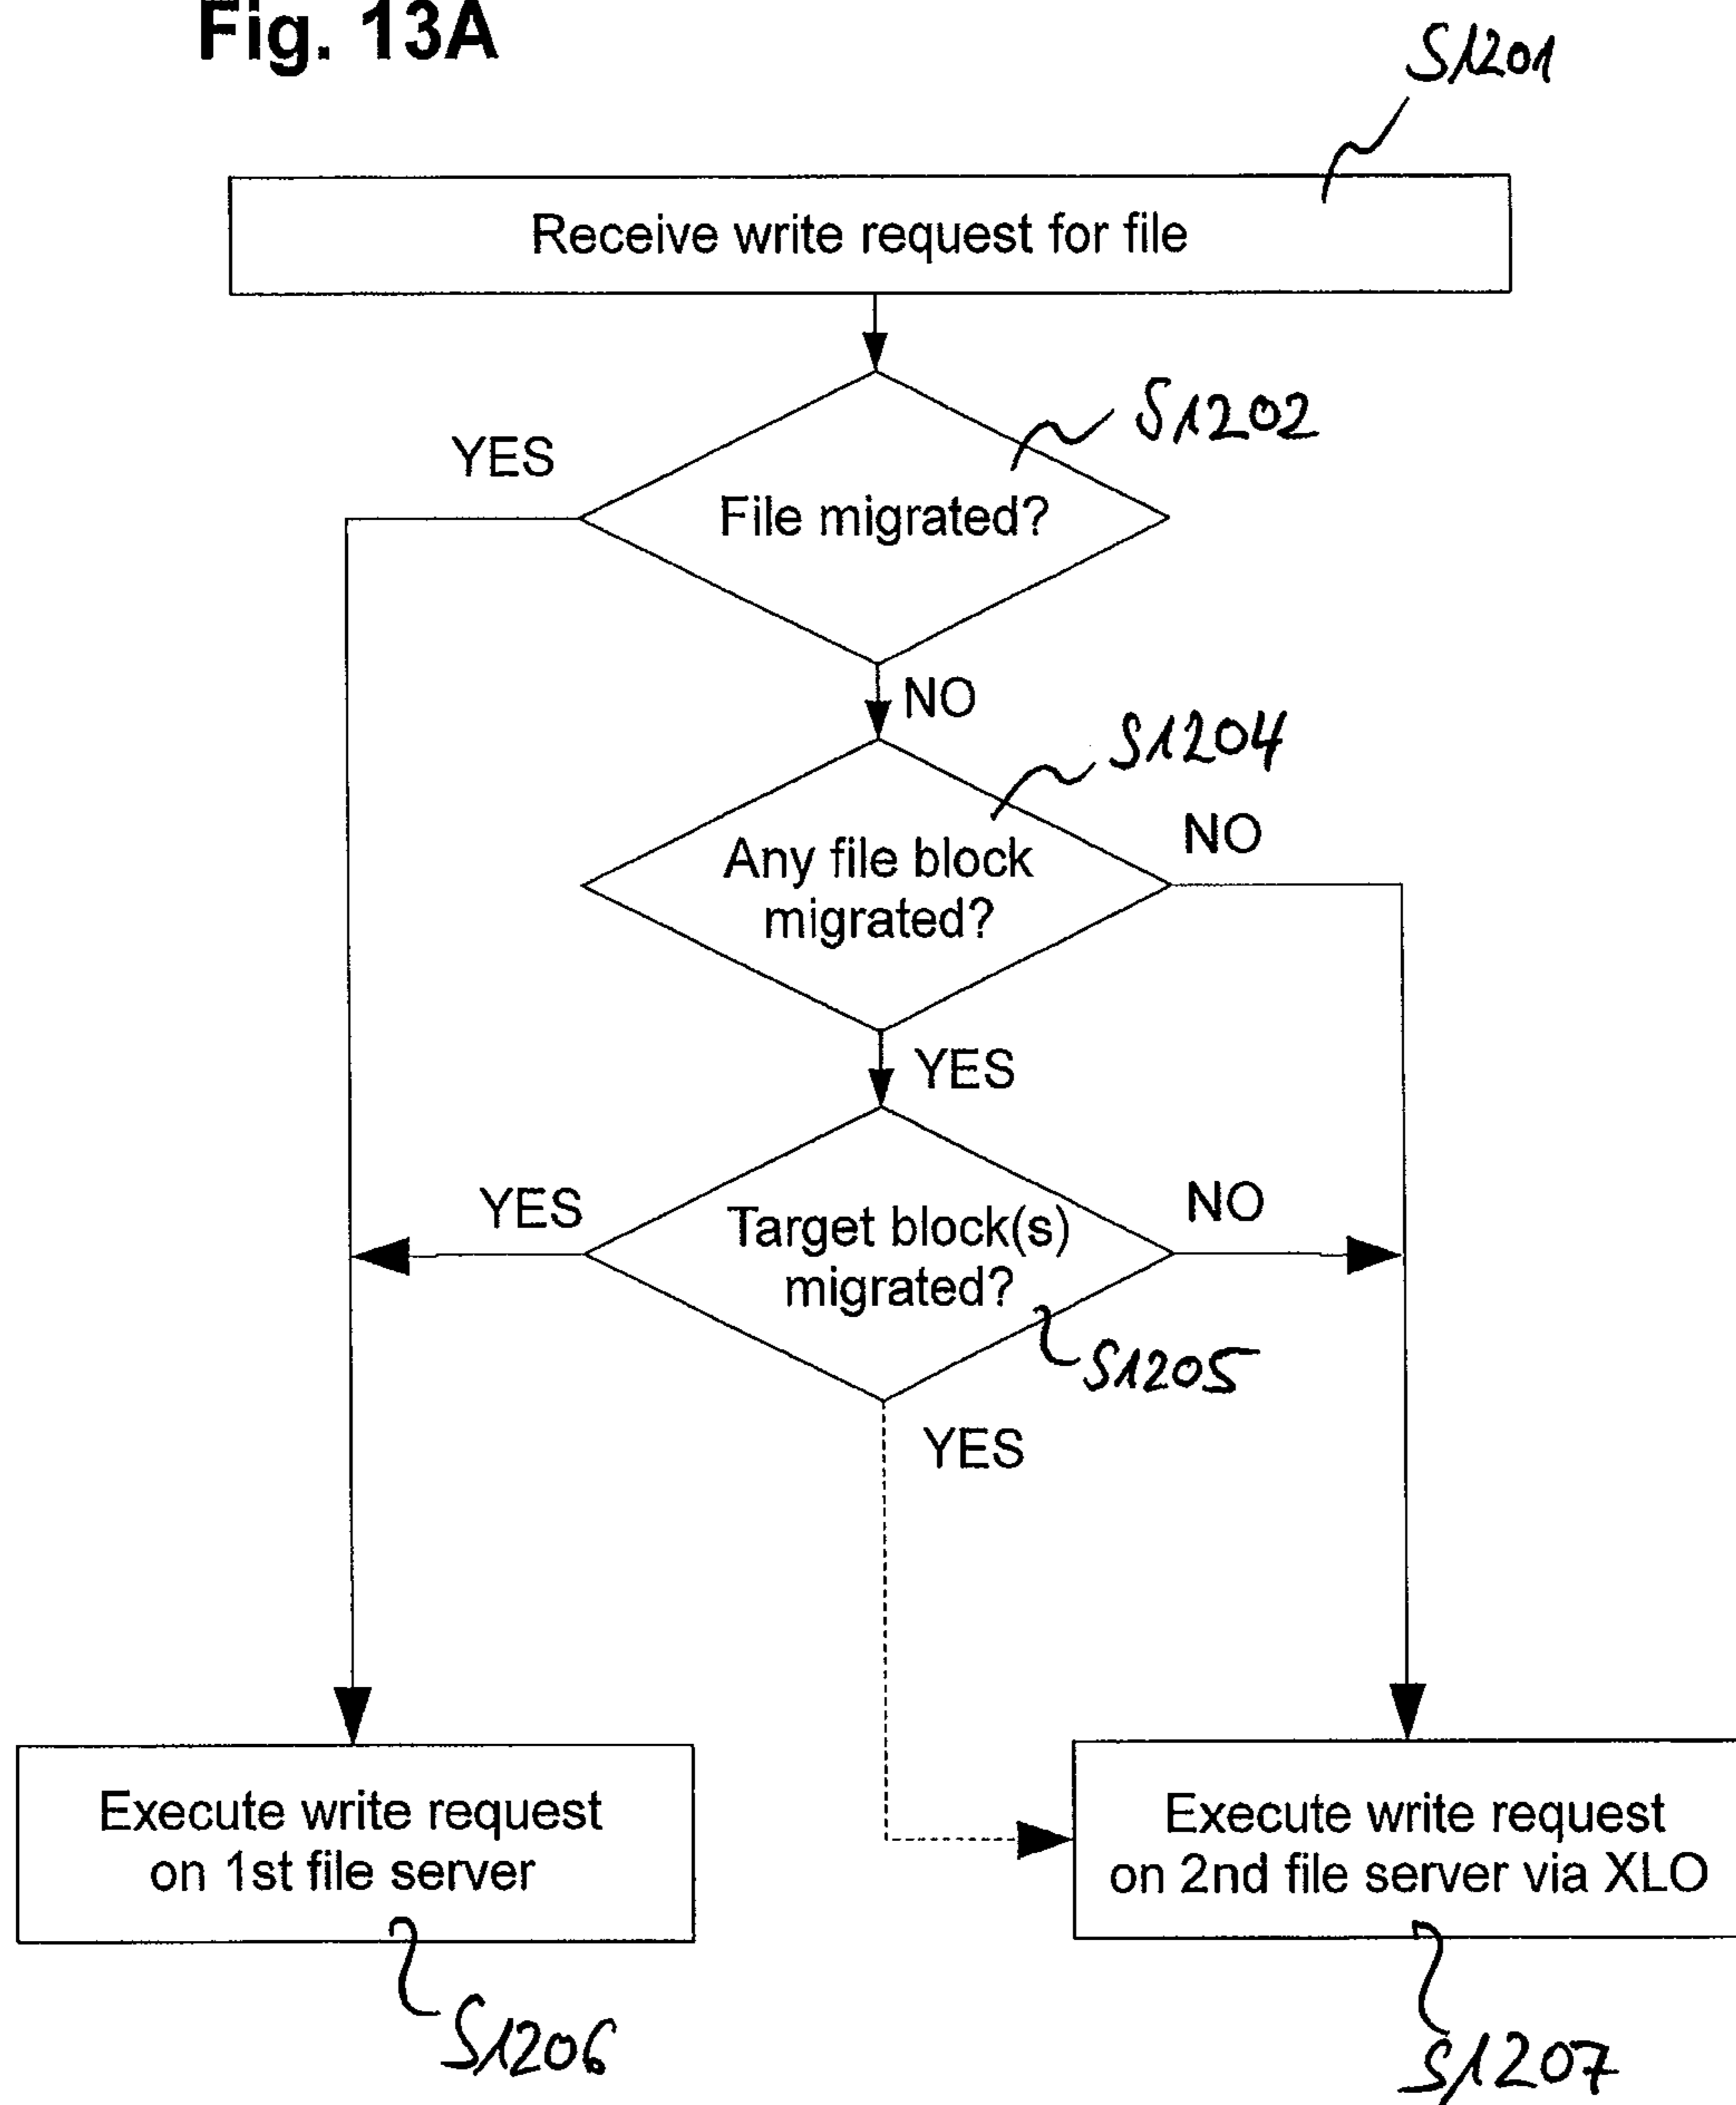 Fig. 13A
S1201
Receive write request for file
S1202
YES
File migrated?
NO
S1204
NO
Any file block
migrated?
YES
YES
NO
Target block(s)
migrated?
S1205
YES
Execute write request
on 1st file server
Execute write request
on 2nd file server via XLO
S1206
S1207